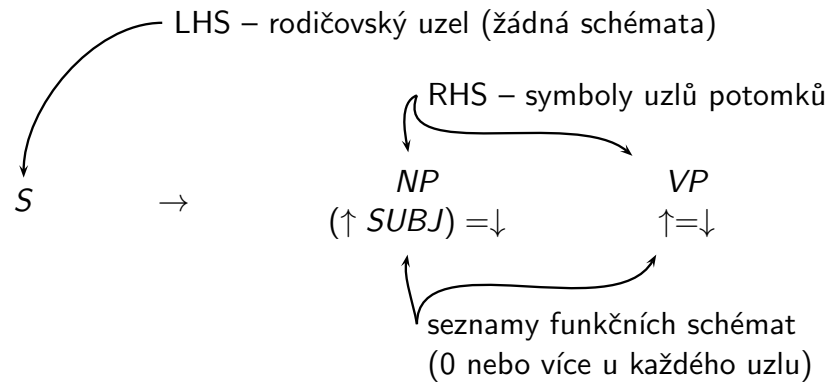 LHS – rodičovský uzel (žádná schémata)
RHS – symboly uzlů potomků
S → NP VP
(↑ SUBJ) =↓ ↑=↓
seznamy funkčních schémat
(0 nebo více u každého uzlu)